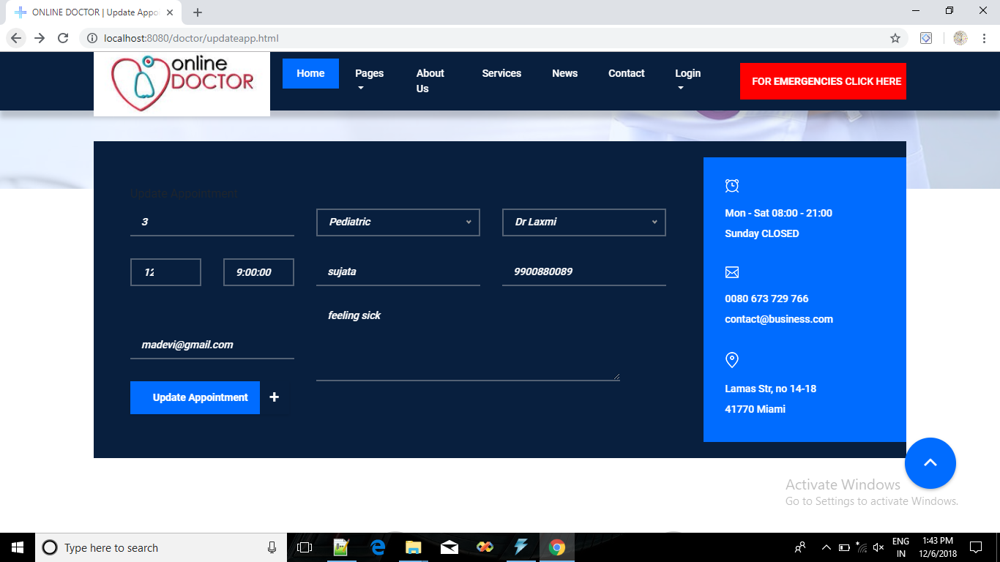 ONLINE DOCTOR | Update Appo
localhost:8080/doctor/updateapp.html
online
DOCTOR
Home
Pages
About
Us
Services
News
Contact
Login
FOR EMERGENCIES CLICK HERE
Update Appointment
3
Pediatric
Dr Laxmi
12
9:00:00
sujata
9900880089
feeling sick
madevi@gmail.com
Update Appointment
Mon - Sat 08:00 - 21:00
Sunday CLOSED
0080 673 729 766
contact@business.com
Lamas Str, no 14-18
41770 Miami
Activate Windows
Go to Settings to activate Windows.
Type here to search
ENG
IN
1:43 PM
12/6/2018